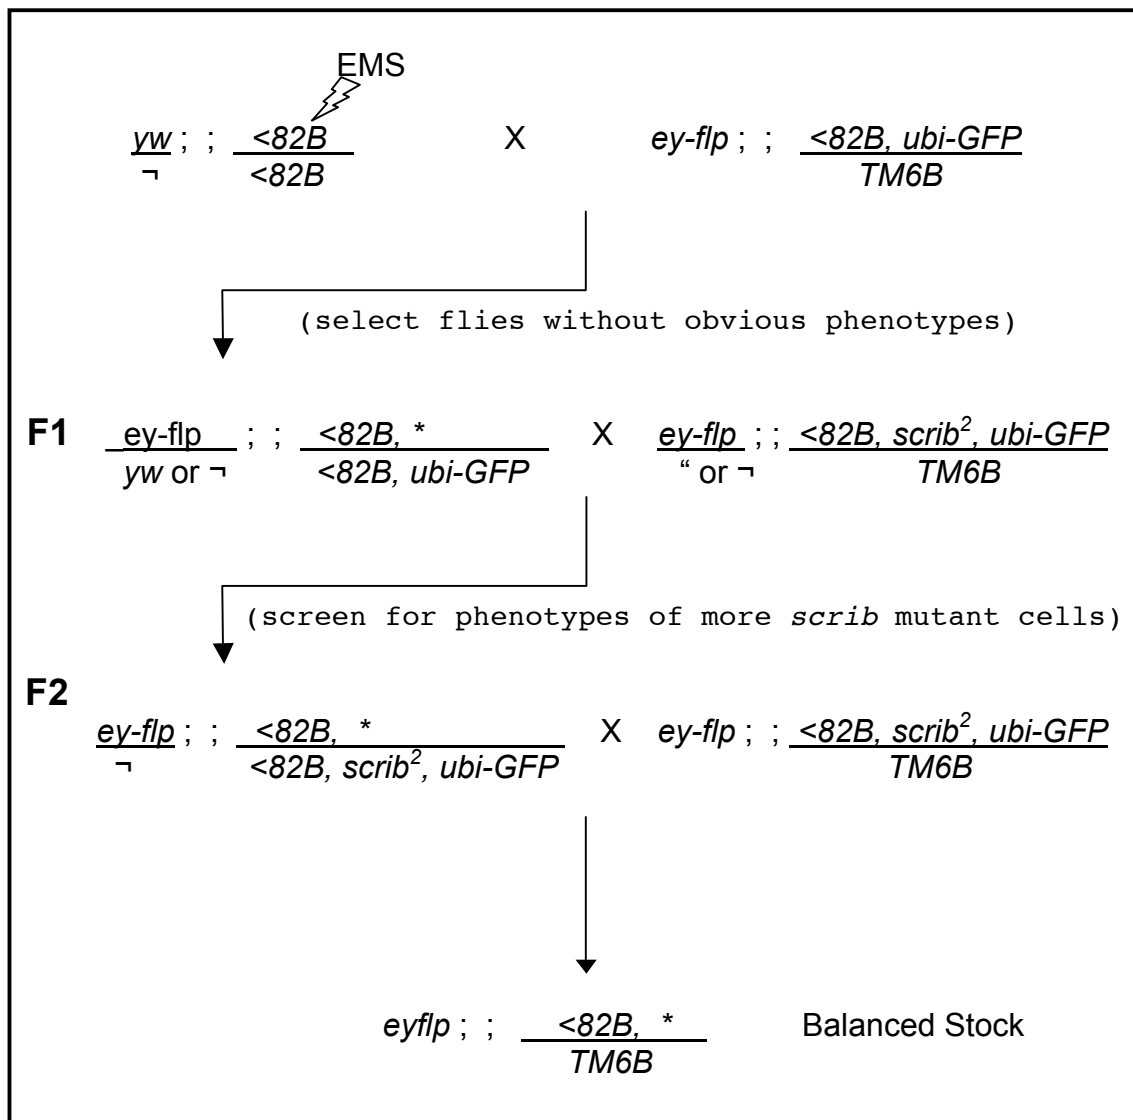 EMS
yw ; ; <82B X ey-flp ; ; <82B, ubi-GFP
¬ <82B TM6B
(select flies without obvious phenotypes)
F1 _ey-flp ; ; <82B, * X ey-flp ; ; <82B, scrib², ubi-GFP
yw or ¬ <82B, ubi-GFP “ or ¬ TM6B
(screen for phenotypes of more scrib mutant cells)
F2
ey-flp ; ; <82B, * X ey-flp ; ; <82B, scrib², ubi-GFP
¬ <82B, scrib², ubi-GFP TM6B
eyflp ; ; <82B, * Balanced Stock
TM6B